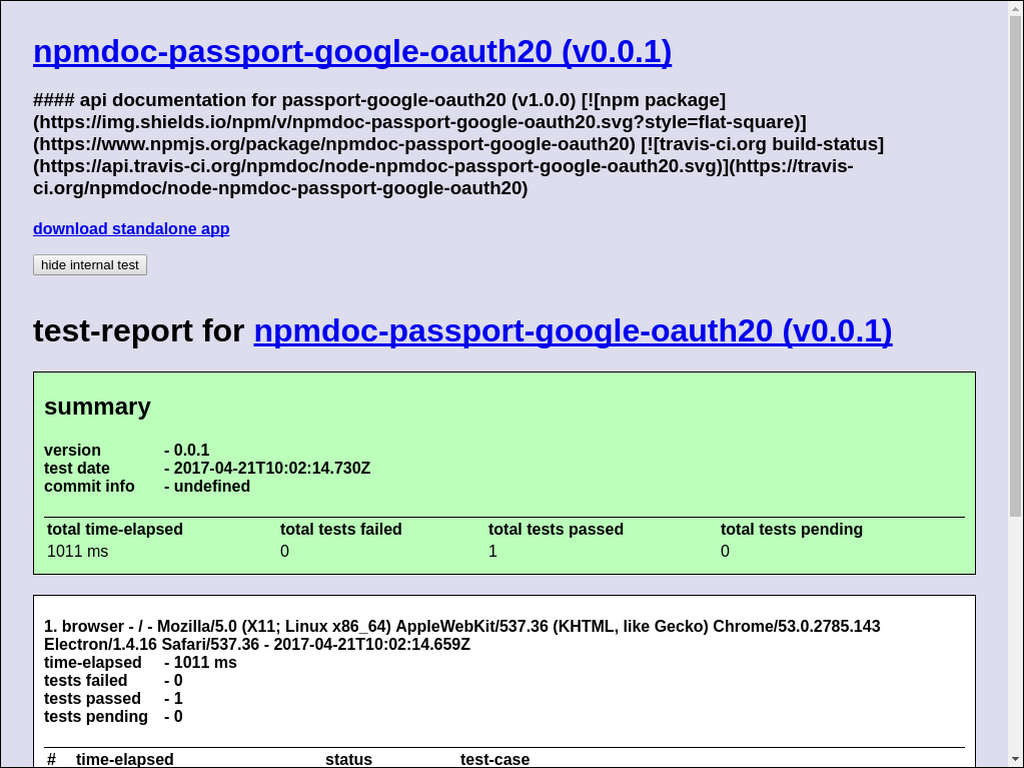 npmdoc-passport-google-oauth20 (v0.0.1)
#### api documentation for passport-google-oauth20 (v1.0.0) [![npm package]
(https://img.shields.io/npm/v/npmdoc-passport-google-oauth20.svg?style=flat-square)]
(https://www.npmjs.org/package/npmdoc-passport-google-oauth20) [![travis-ci.org build-status]
(https://api.travis-ci.org/npmdoc/node-npmdoc-passport-google-oauth20.svg)](https://travis-
ci.org/npmdoc/node-npmdoc-passport-google-oauth20)
download standalone app
hide internal test
test-report for npmdoc-passport-google-oauth20 (v0.0.1)
summary
version - 0.0.1
test date - 2017-04-21T10:02:14.730Z
commit info - undefined
total time-elapsed total tests failed total tests passed total tests pending
1011 ms 0 1 0
1. browser - / - Mozilla/5.0 (X11; Linux x86_64) AppleWebKit/537.36 (KHTML, like Gecko) Chrome/53.0.2785.143
Electron/1.4.16 Safari/537.36 - 2017-04-21T10:02:14.659Z
time-elapsed - 1011 ms
tests failed - 0
tests passed - 1
tests pending - 0
# time-elapsed status test-case